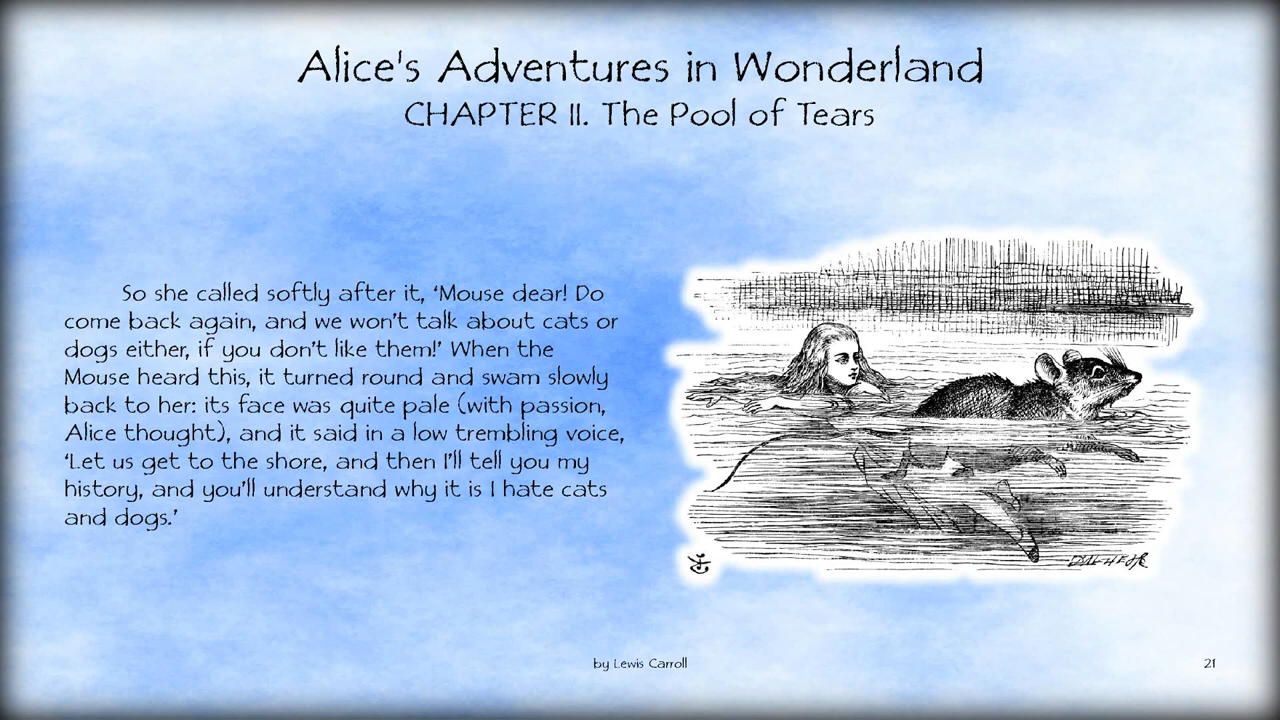 Alice's Adventures in Wonderland
CHAPTER II. The Pool of Tears
So she called softly after it, ‘Mouse dear! Do
come back again, and we won’t talk about cats or
dogs either, if you don’t like them!’ When the
Mouse heard this, it turned round and swam slowly
back to her: its face was quite pale (with passion,
Alice thought), and it said in a low trembling voice,
‘Let us get to the shore, and then I’ll tell you my
history, and you’ll understand why it is I hate cats
and dogs.’
by Lewis Carroll
21